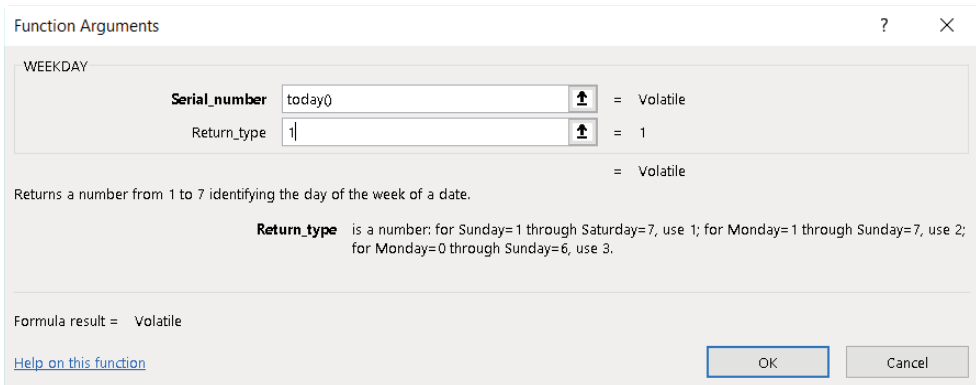 Function Arguments ? ×
WEEKDAY
Serial_number today() = Volatile
Return_type 1 = 1
= Volatile
Returns a number from 1 to 7 identifying the day of the week of a date.
Return_type is a number: for Sunday=1 through Saturday=7, use 1; for Monday=1 through Sunday=7, use 2;
for Monday=0 through Sunday=6, use 3.
Formula result = Volatile
Help on this function OK Cancel